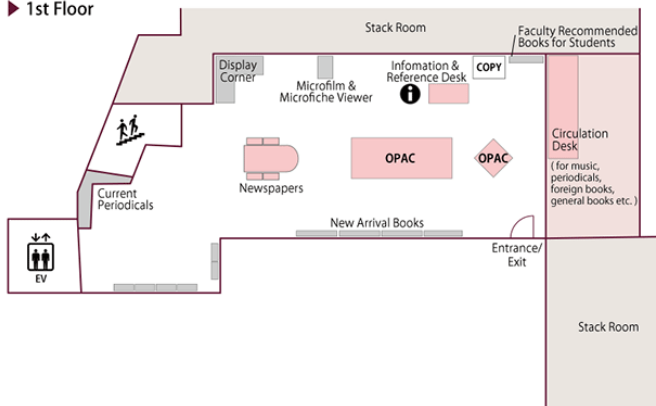 ▶ 1st Floor
Stack Room
Faculty Recommended
Books for Students
Display
Corner
Microfilm &
Microfiche Viewer
Infomation &
Reference Desk
COPY
Circulation
Desk
( for music,
periodicals,
foreign books,
general books etc. )
OPAC
OPAC
Newspapers
Current
Periodicals
New Arrival Books
Entrance/
Exit
EV
Stack Room